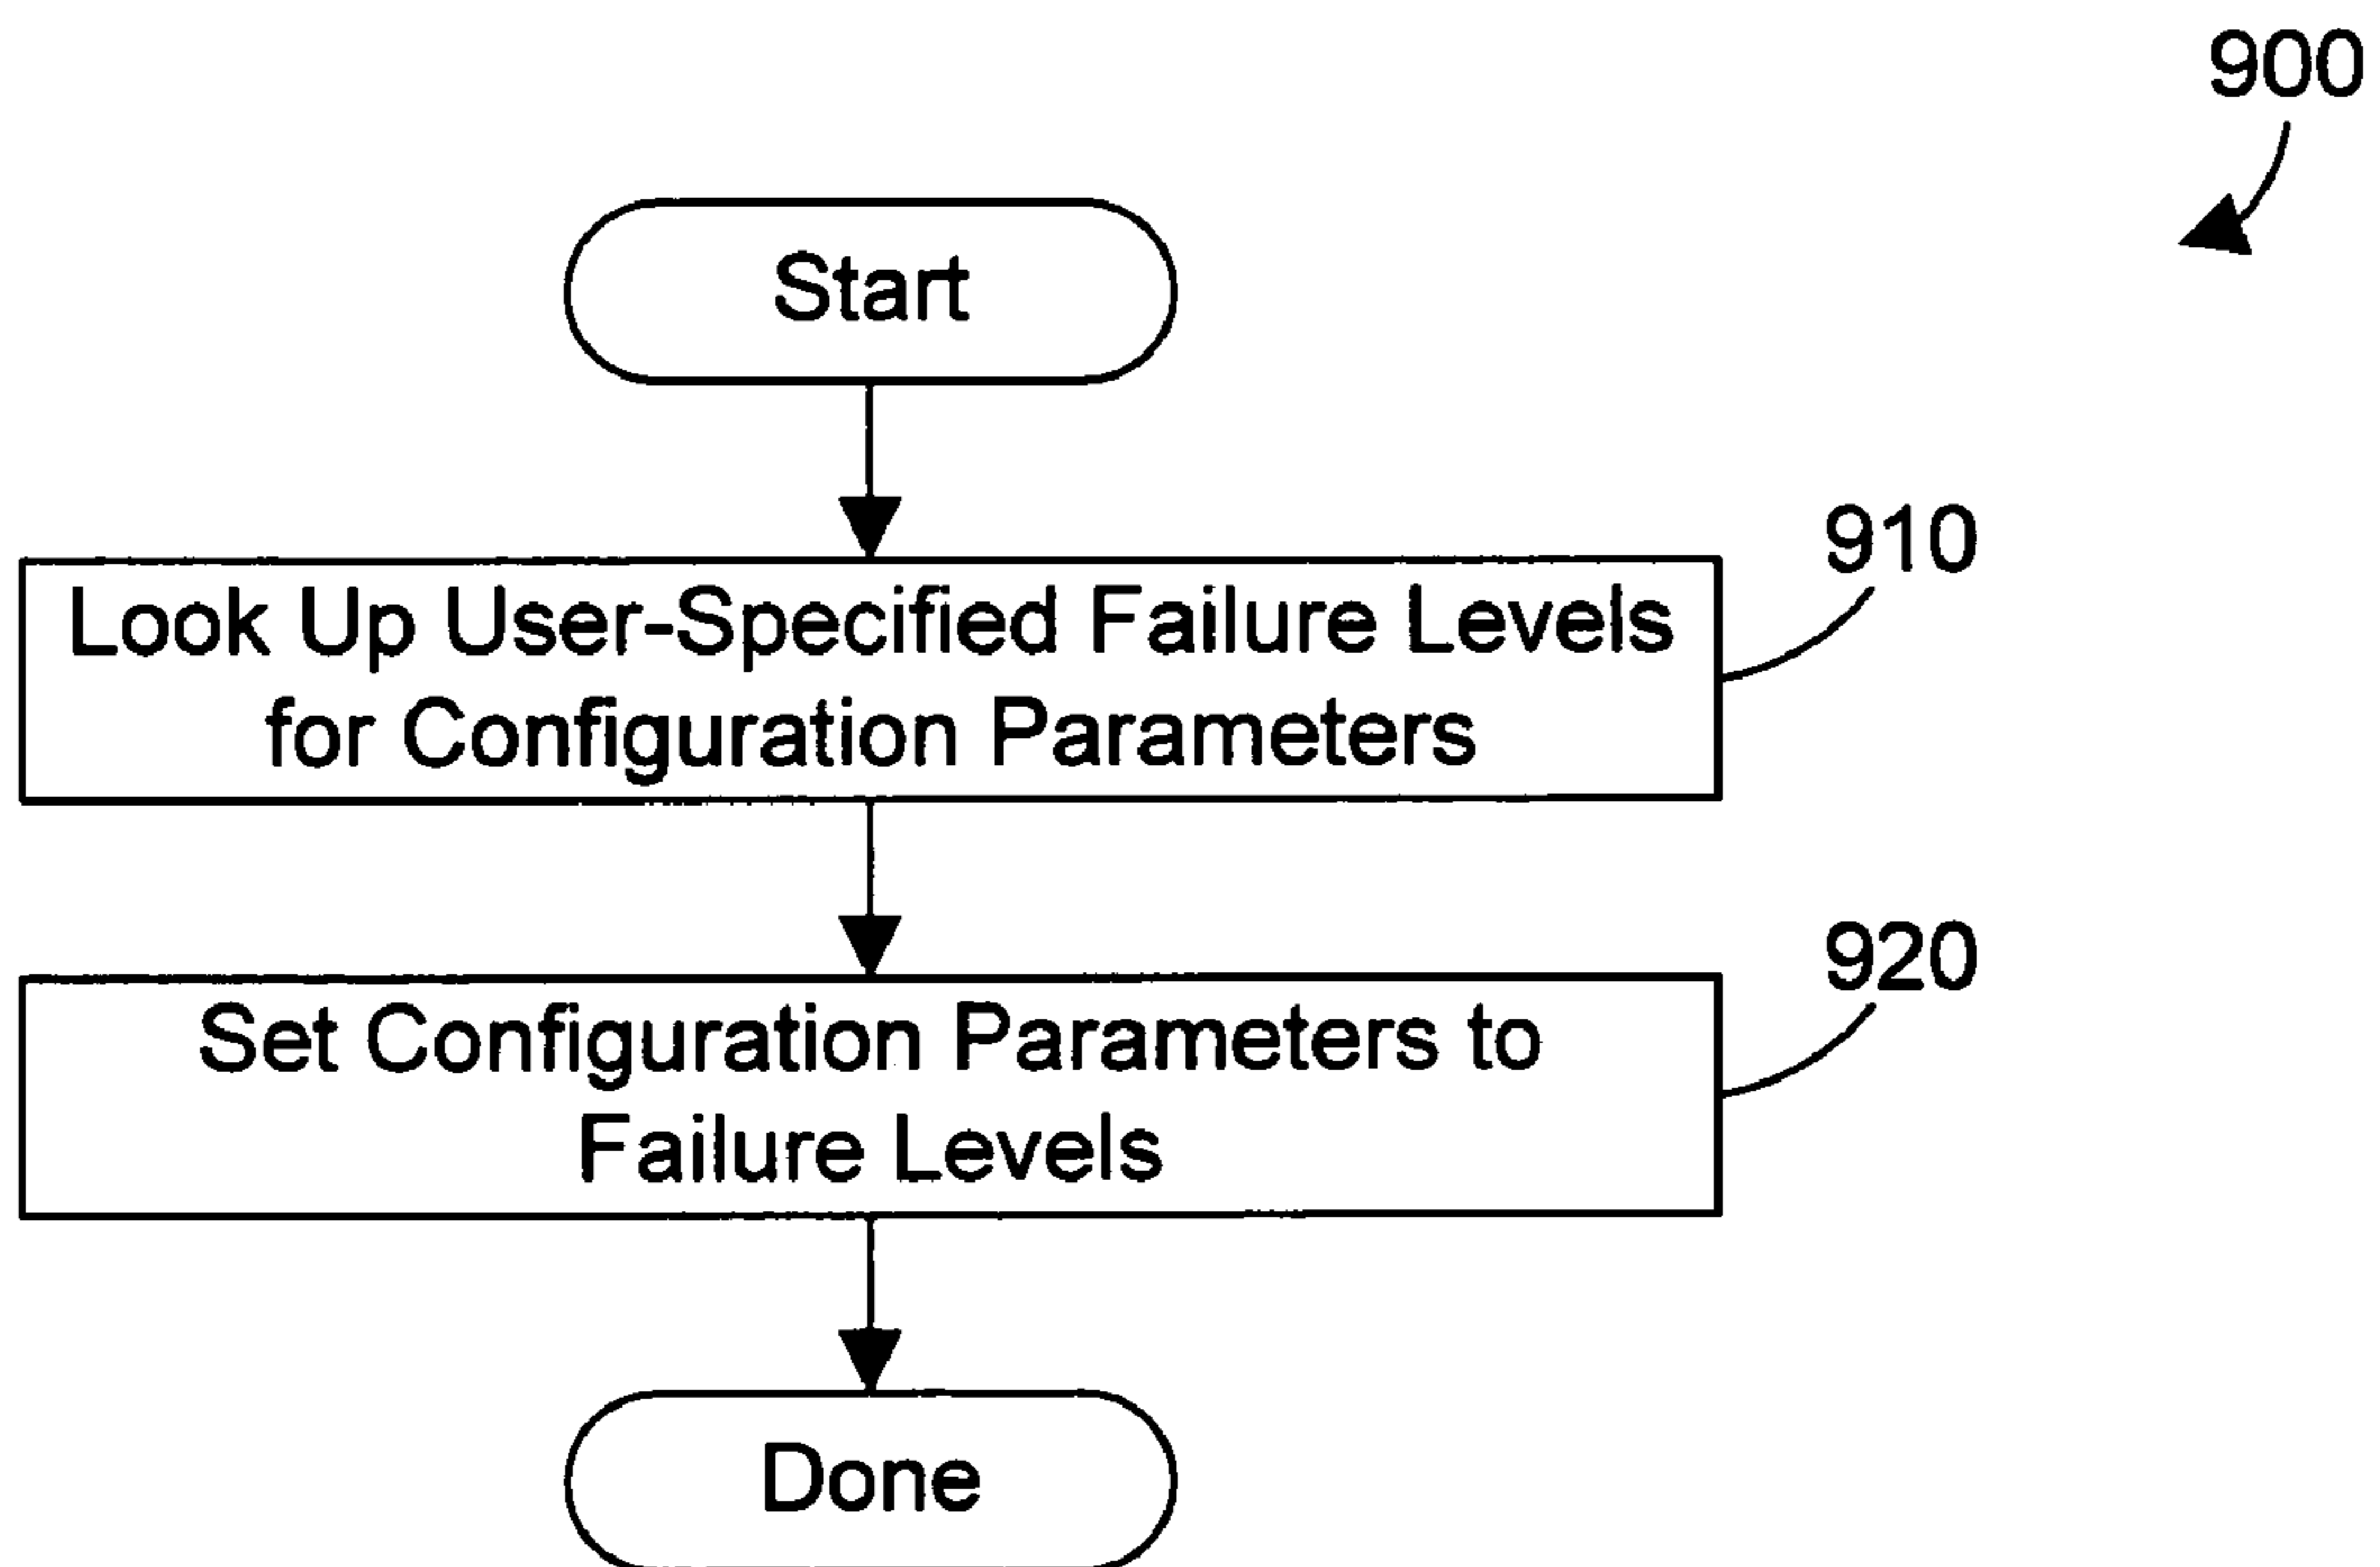 900
Start
910
Look Up User-Specified Failure Levels
for Configuration Parameters
920
Set Configuration Parameters to
Failure Levels
Done